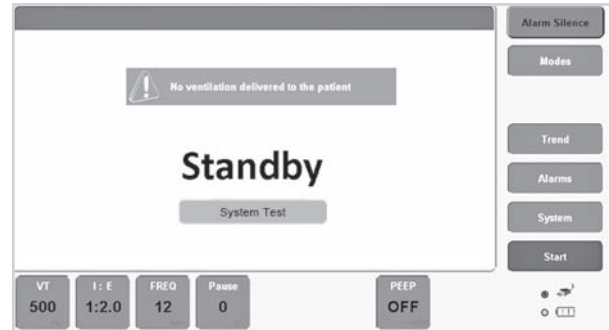 Alarm Silence
Modes
No ventilation delivered to the patient
Standby
System Test
Trend
Alarms
System
Start
VT
500
I : E
1:2.0
FREQ
12
Pause
0
PEEP
OFF